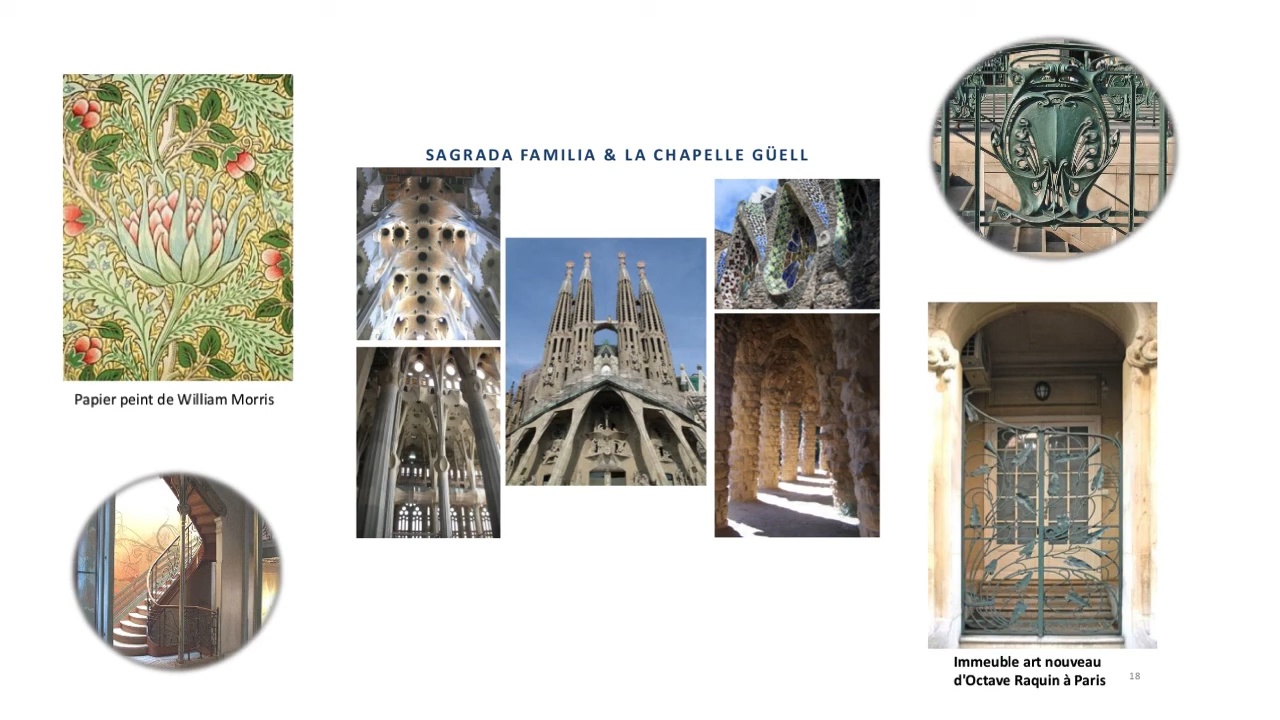 SAGRADA FAMILIA & LA CHAPELLE GÜELL
Papier peint de William Morris
Immeuble art nouveau
d'Octave Raquin à Paris
18